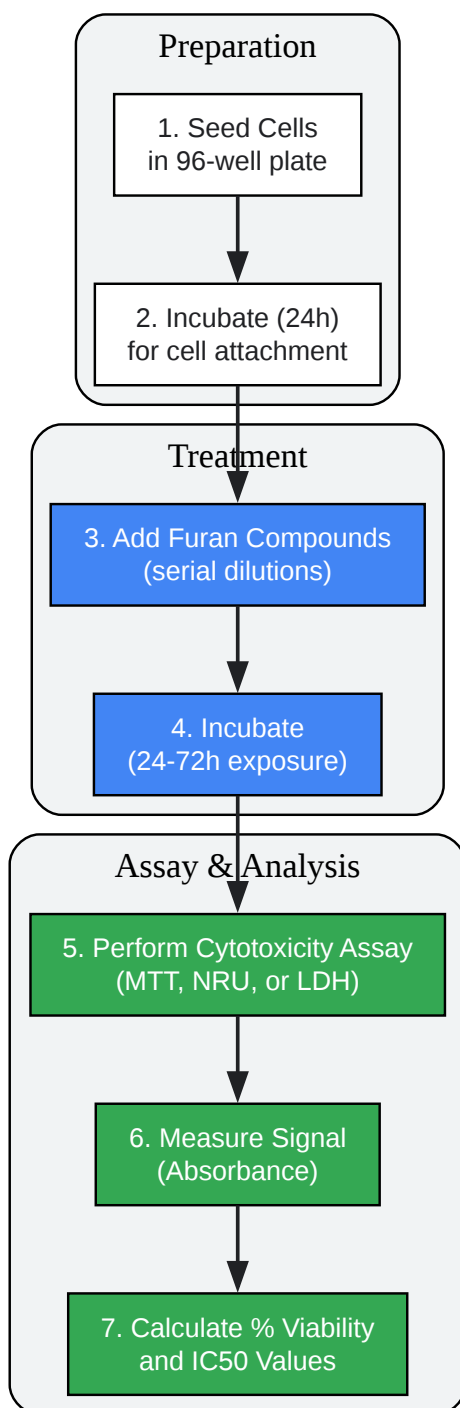 Preparation
1. Seed Cells
in 96-well plate
2. Incubate (24h)
for cell attachment
Treatment
3. Add Furan Compounds
(serial dilutions)
4. Incubate
(24-72h exposure)
Assay & Analysis
5. Perform Cytotoxicity Assay
(MTT, NRU, or LDH)
6. Measure Signal
(Absorbance)
7. Calculate % Viability
and IC50 Values